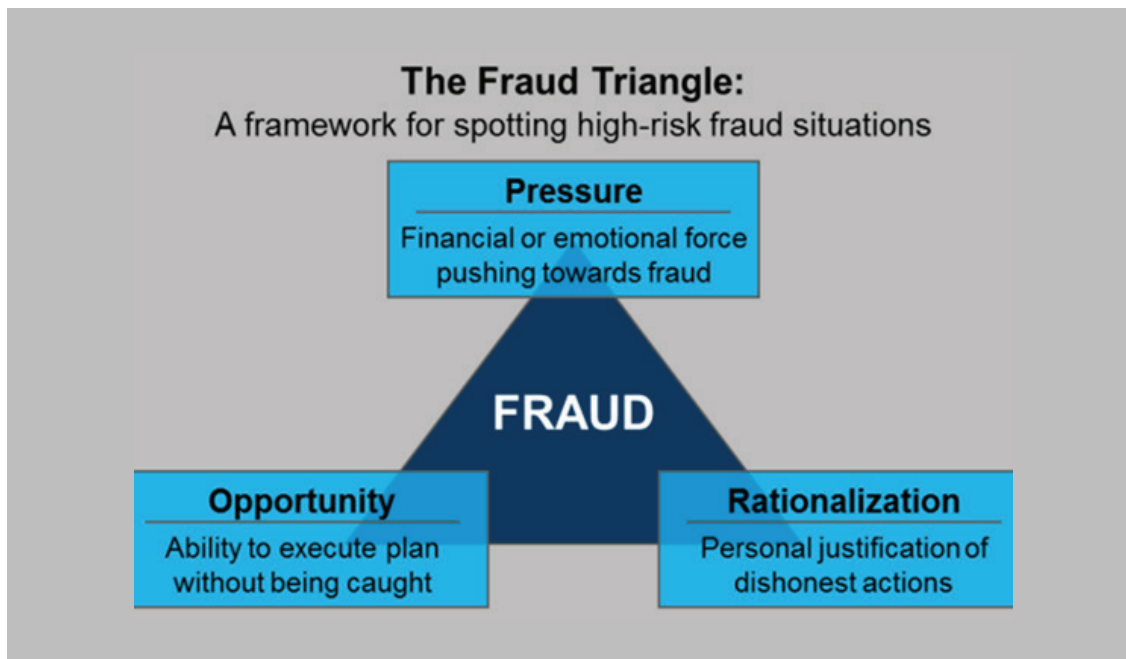 The Fraud Triangle:
A framework for spotting high-risk fraud situations
Pressure
Financial or emotional force
pushing towards fraud
FRAUD
Opportunity
Ability to execute plan
without being caught
Rationalization
Personal justification of
dishonest actions